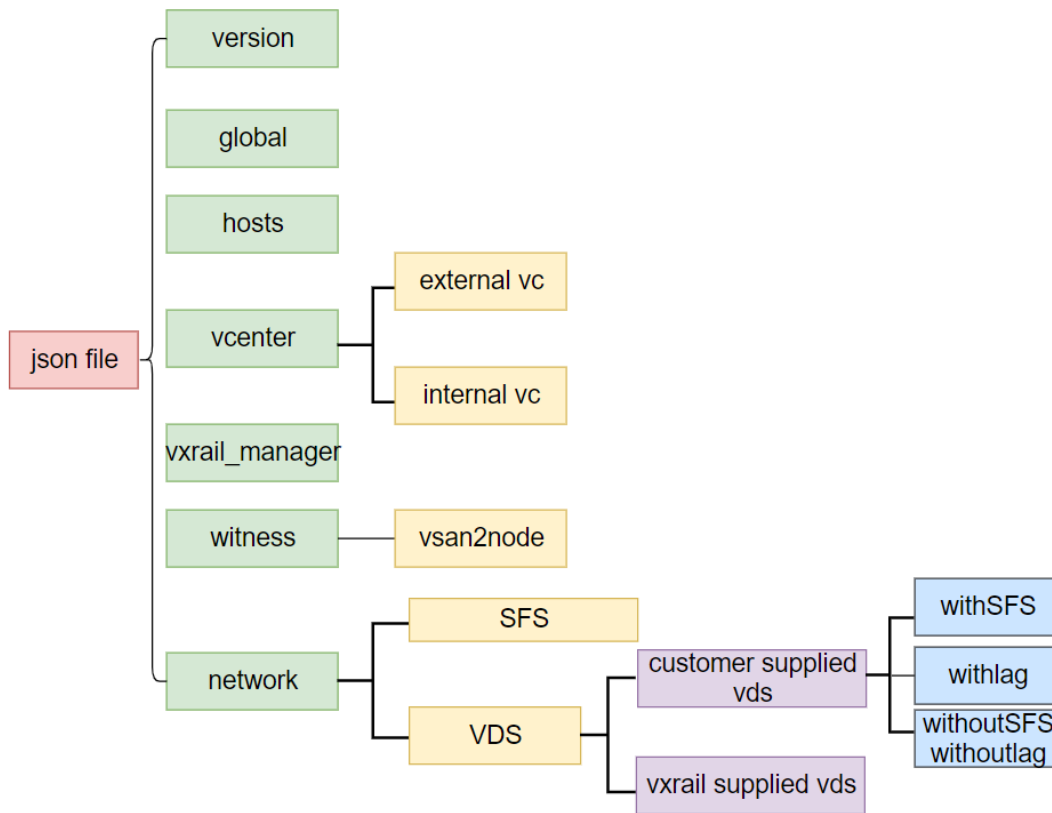 version
global
hosts
external vc
vcenter
json file
internal vc
vxrail_manager
witness
vsan2node
withSFS
SFS
customer supplied
vds
withlag
network
withoutSFS
withoutlag
VDS
vxrail supplied vds